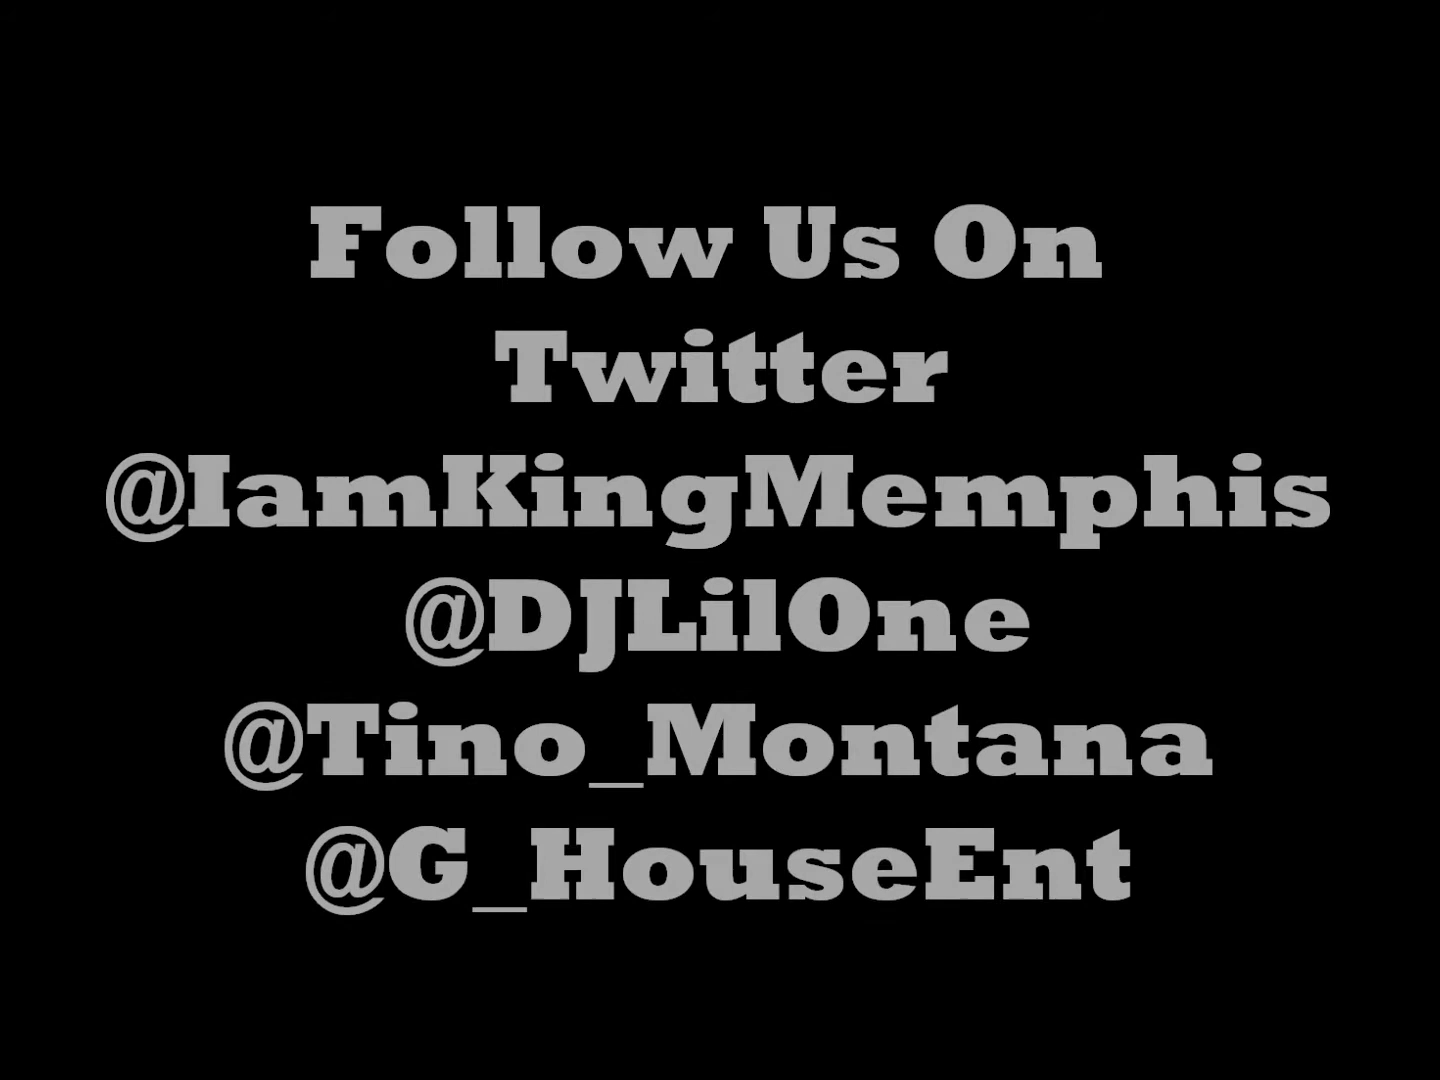 Follow Us On
Twitter
@IamKingMemphis
@DJLilOne
@Tino_Montana
@G_HouseEnt